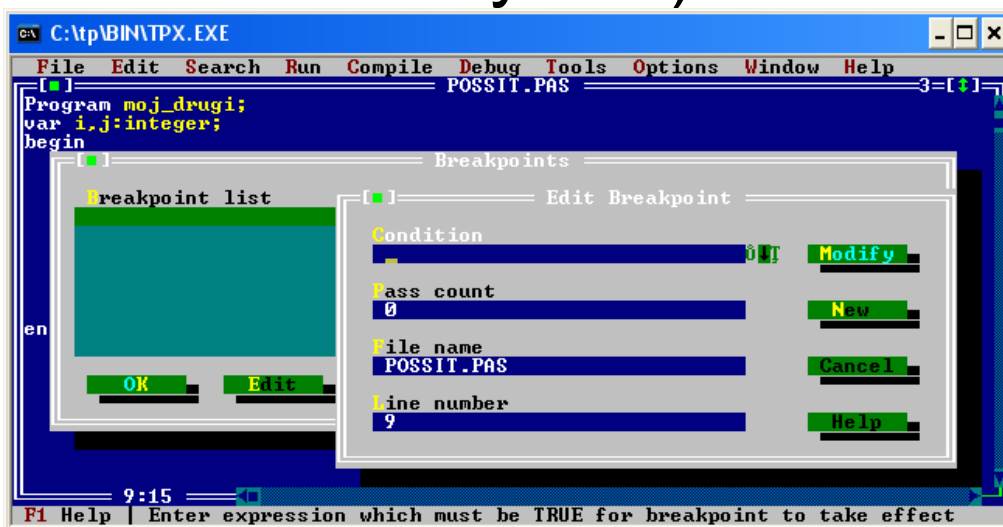 C:\tp\BIN\TPX.EXE
File Edit Search Run Compile Debug Tools Options Window Help
POSSIT.PAS 3=[↕]
Program moj_drugi;
var i,j:integer;
begin
Breakpoints
Breakpoint list
Edit Breakpoint
Condition
Modify
Pass count
0
New
en
File name
POSSIT.PAS
Cancel
OK Edit
Line number
9
Help
9:15
F1 Help | Enter expression which must be TRUE for breakpoint to take effect